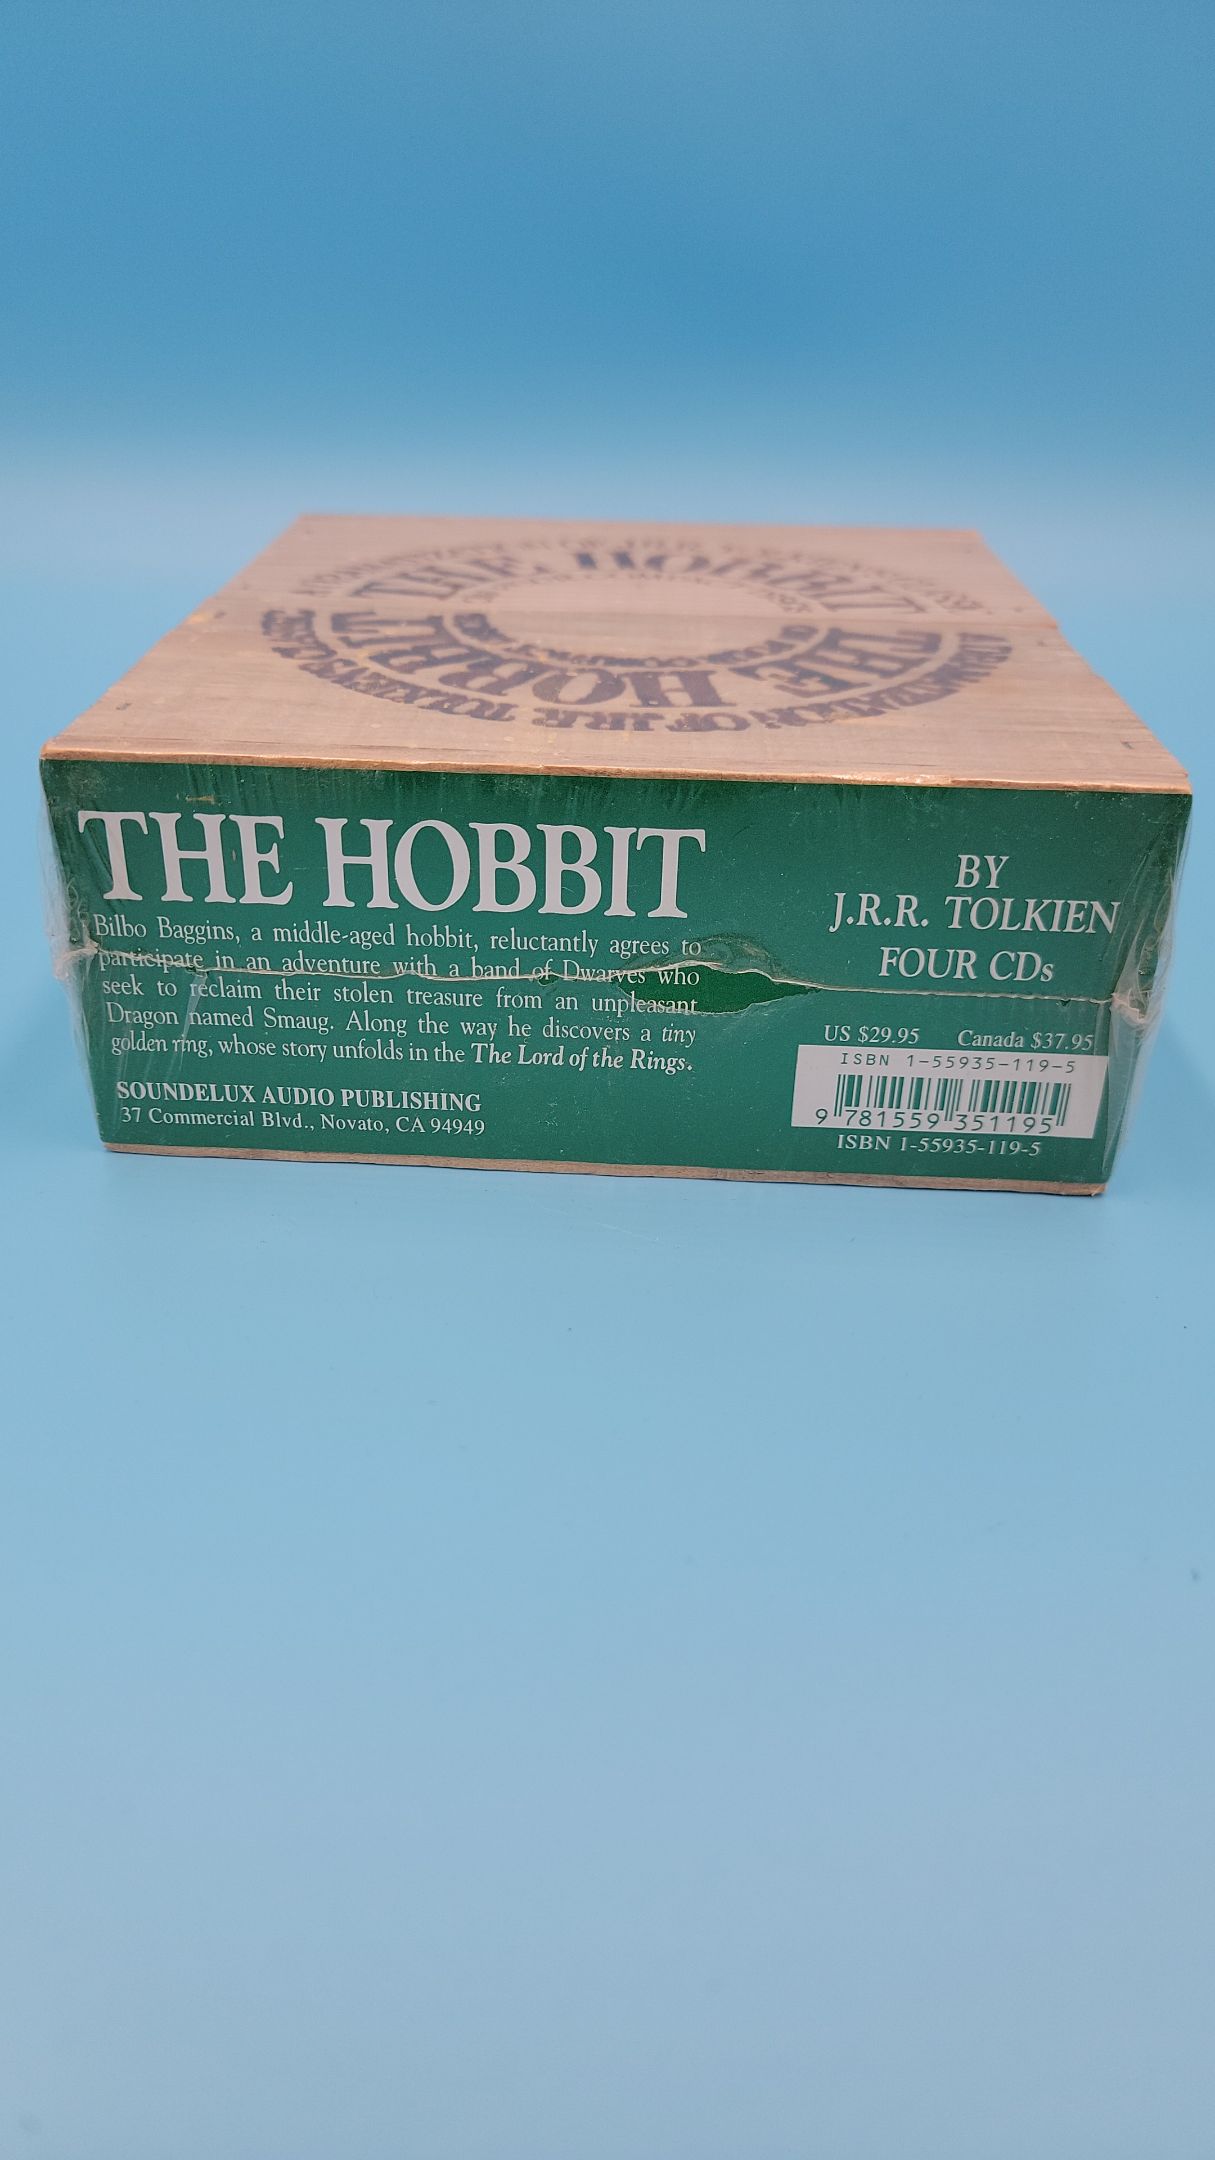 THE HOBBIT
THE HOBBIT
OF J.R.R. TOLKIEN'S
THE HOBBIT
Bilbo Baggins, a middle-aged hobbit, reluctantly agrees to
participate in an adventure with a band of Dwarves who
seek to reclaim their stolen treasure from an unpleasant
Dragon named Smaug. Along the way he discovers a tiny
golden ring, whose story unfolds in the The Lord of the Rings.
SOUNDELUX AUDIO PUBLISHING
37 Commercial Blvd., Novato, CA 94949
BY
J.R.R. TOLKIEN
FOUR CDs
US $29.95 Canada $37.95
ISBN 1-55935-119-5
9 781559 351195
ISBN 1-55935-119-5